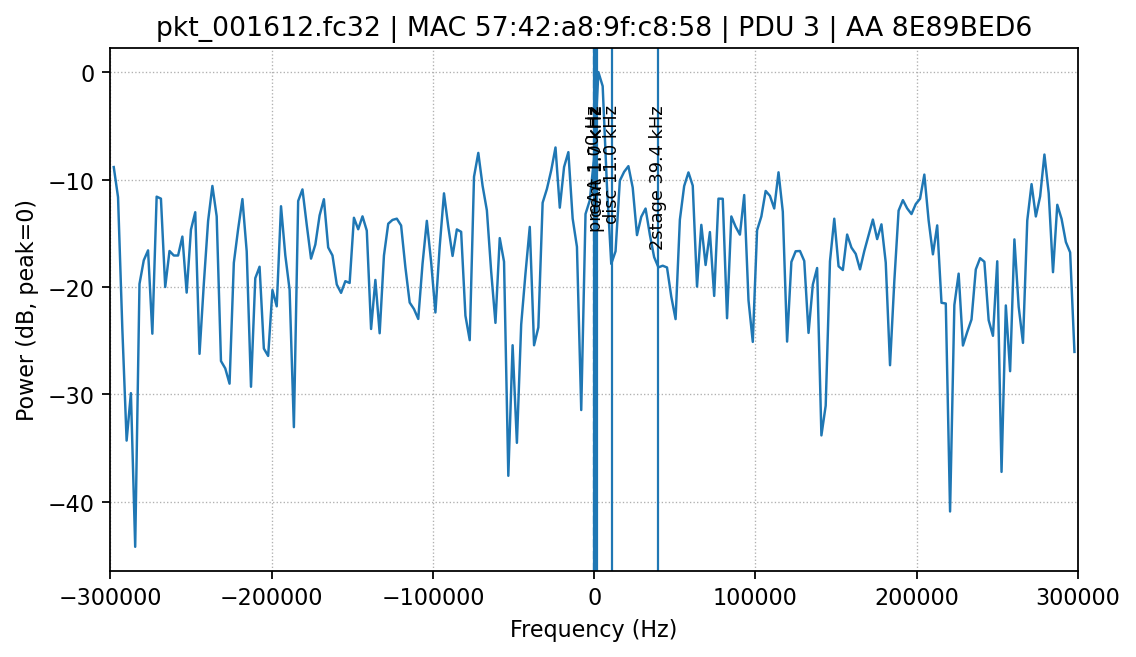 pkt_001612.fc32 | MAC 57:42:a8:9f:c8:58 | PDU 3 | AA 8E89BED6
Power (dB, peak=0)
0
−10
−20
−30
−40
disc 11.0 kHz
2stage 39.4 kHz
−300000
−200000
−100000
0
100000
200000
300000
Frequency (Hz)